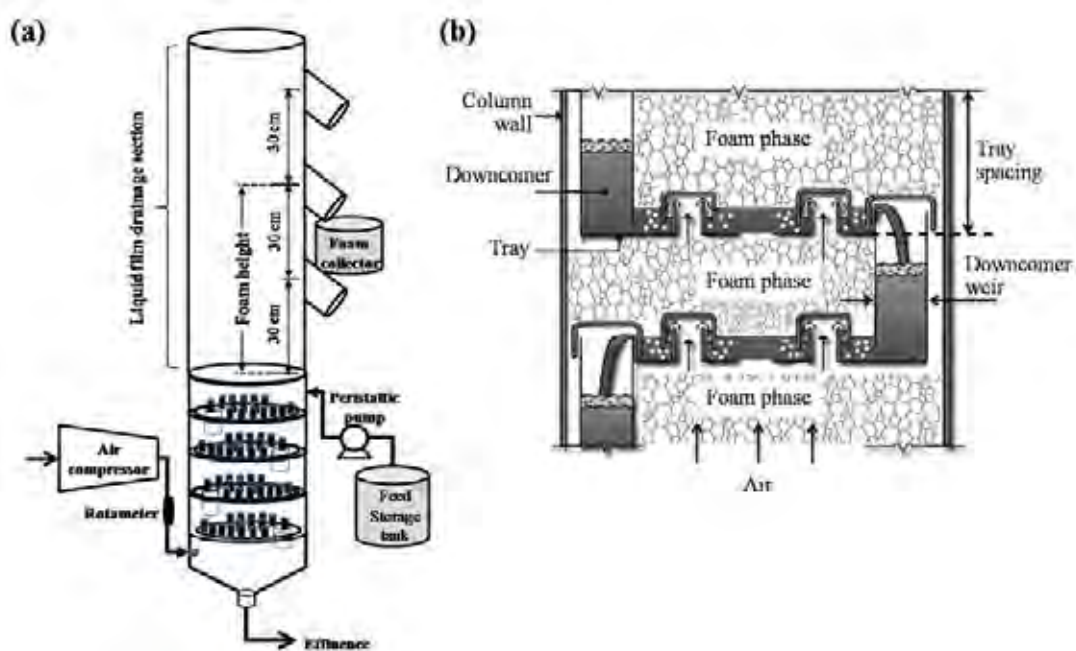 (a)
Liquid film drainage section
Foam height
30 cm
30 cm
30 cm
Foam
collector
Peristaltic
pump
Air
compressor
Rotameter
Feed
Storage
tank
Effluence
(b)
Column
wall
Foam phase
Downcomer
Tray
spacing
Tray
Foam phase
Downcomer
weir
Foam phase
Air